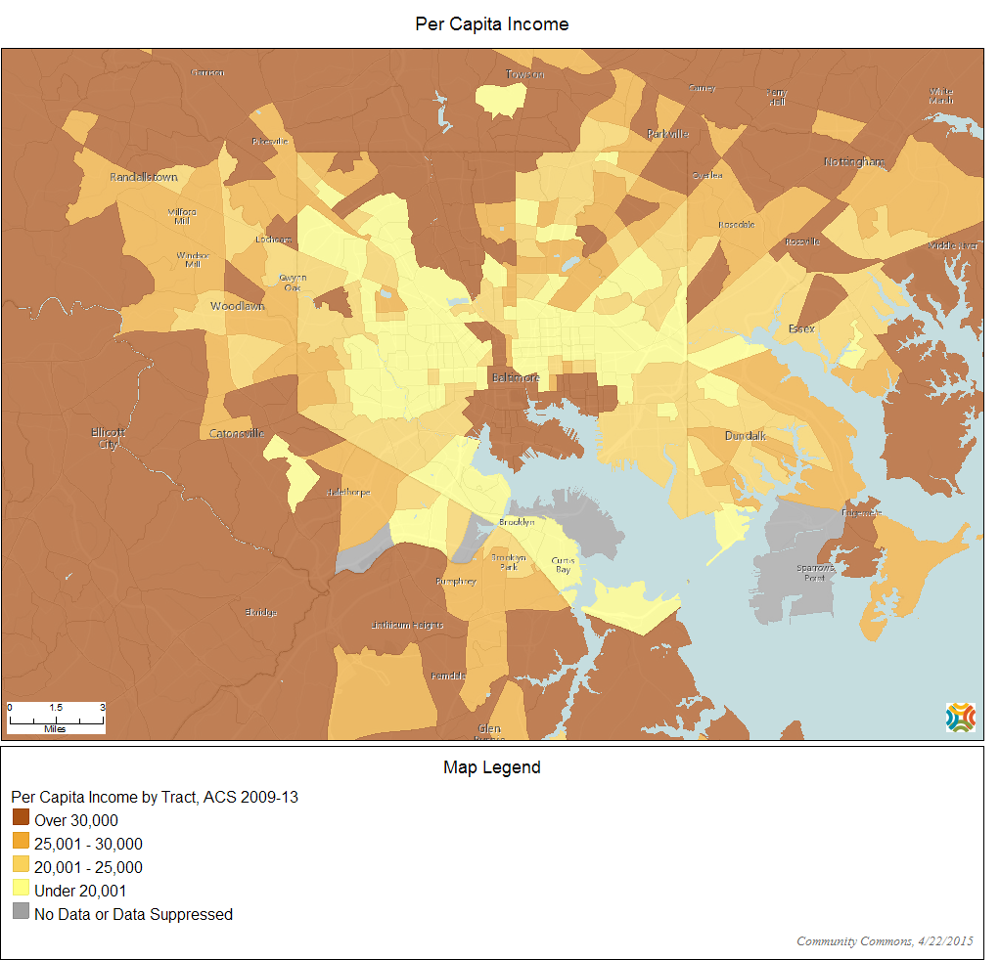 Per Capita Income
Garrison
Towson
Carney
Perry
Hall
White
Marsh
Pikesville
Parkville
Nottingham
Randallstown
Overlea
Milford
Mill
Rosedale
Lochearn
Rossville
Middle River
Windsor
Mill
Gwynn
Oak
Woodlawn
Essex
Baltimore
Ellicott
City
Catonsville
Dundalk
Halethorpe
Edgemere
Brooklyn
Brooklyn
Park
Curtis
Bay
Sparrows
Point
Pumphrey
Elkridge
Linthicum Heights
Ferndale
0 1.5 3
Miles
Glen
Burnie
Map Legend
Per Capita Income by Tract, ACS 2009-13
Over 30,000
25,001 - 30,000
20,001 - 25,000
Under 20,001
No Data or Data Suppressed
Community Commons, 4/22/2015